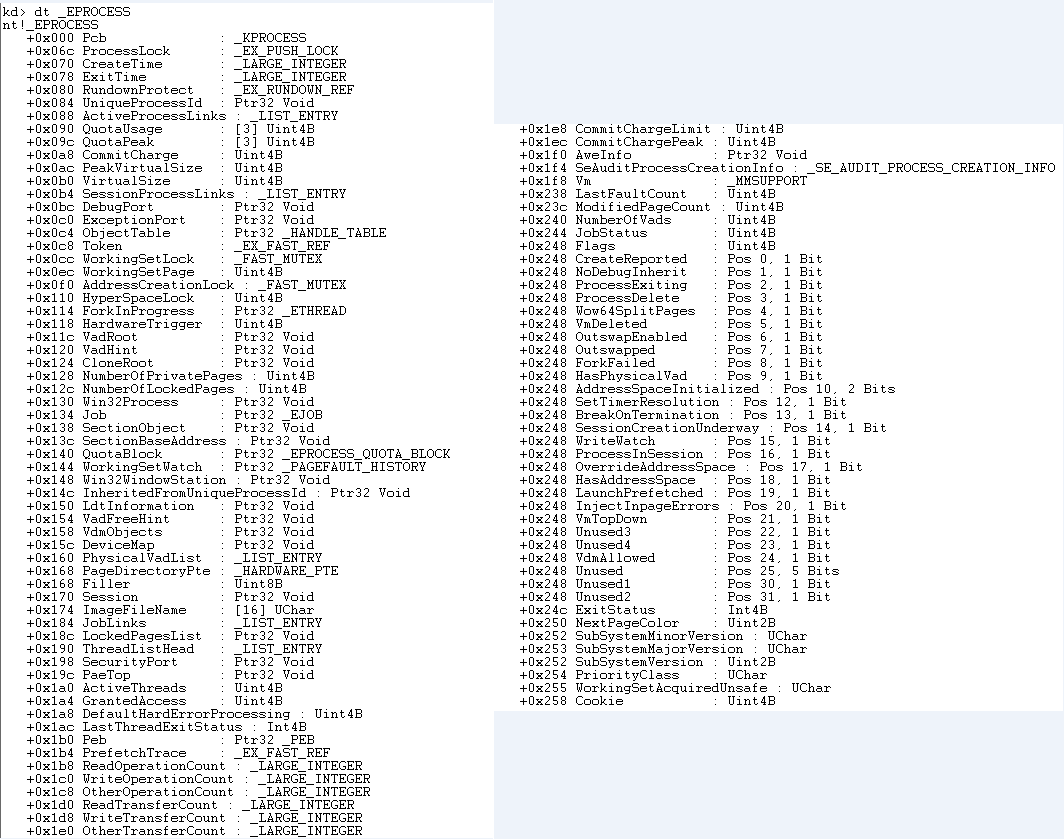 kd> dt _EPROCESS
nt!_EPROCESS
   +0x000 Pcb              : _KPROCESS
   +0x06c ProcessLock      : _EX_PUSH_LOCK
   +0x070 CreateTime       : _LARGE_INTEGER
   +0x078 ExitTime         : _LARGE_INTEGER
   +0x080 RundownProtect   : _EX_RUNDOWN_REF
   +0x084 UniqueProcessId  : Ptr32 Void
   +0x088 ActiveProcessLinks : _LIST_ENTRY
   +0x090 QuotaUsage       : [3] Uint4B
   +0x09c QuotaPeak        : [3] Uint4B
   +0x0a8 CommitCharge     : Uint4B
   +0x0ac PeakVirtualSize  : Uint4B
   +0x0b0 VirtualSize      : Uint4B
   +0x0b4 SessionProcessLinks : _LIST_ENTRY
   +0x0bc DebugPort        : Ptr32 Void
   +0x0c0 ExceptionPort    : Ptr32 Void
   +0x0c4 ObjectTable      : Ptr32 _HANDLE_TABLE
   +0x0c8 Token            : _EX_FAST_REF
   +0x0cc WorkingSetLock   : _FAST_MUTEX
   +0x0ec WorkingSetPage   : Uint4B
   +0x0f0 AddressCreationLock : _FAST_MUTEX
   +0x110 HyperSpaceLock   : Uint4B
   +0x114 ForkInProgress   : Ptr32 _ETHREAD
   +0x118 HardwareTrigger  : Uint4B
   +0x11c VadRoot          : Ptr32 Void
   +0x120 VadHint          : Ptr32 Void
   +0x124 CloneRoot        : Ptr32 Void
   +0x128 NumberOfPrivatePages : Uint4B
   +0x12c NumberOfLockedPages : Uint4B
   +0x130 Win32Process     : Ptr32 Void
   +0x134 Job              : Ptr32 _EJOB
   +0x138 SectionObject    : Ptr32 Void
   +0x13c SectionBaseAddress : Ptr32 Void
   +0x140 QuotaBlock       : Ptr32 _EPROCESS_QUOTA_BLOCK
   +0x144 WorkingSetWatch  : Ptr32 _PAGEFAULT_HISTORY
   +0x148 Win32WindowStation : Ptr32 Void
   +0x14c InheritedFromUniqueProcessId : Ptr32 Void
   +0x150 LdtInformation   : Ptr32 Void
   +0x154 VadFreeHint      : Ptr32 Void
   +0x158 VdmObjects       : Ptr32 Void
   +0x15c DeviceMap        : Ptr32 Void
   +0x160 PhysicalVadList  : _LIST_ENTRY
   +0x168 PageDirectoryPte : _HARDWARE_PTE
   +0x168 Filler           : Uint8B
   +0x170 Session          : Ptr32 Void
   +0x174 ImageFileName    : [16] UChar
   +0x184 JobLinks         : _LIST_ENTRY
   +0x18c LockedPagesList  : Ptr32 Void
   +0x190 ThreadListHead   : _LIST_ENTRY
   +0x198 SecurityPort     : Ptr32 Void
   +0x19c PaeTop           : Ptr32 Void
   +0x1a0 ActiveThreads    : Uint4B
   +0x1a4 GrantedAccess    : Uint4B
   +0x1a8 DefaultHardErrorProcessing : Uint4B
   +0x1ac LastThreadExitStatus : Int4B
   +0x1b0 Peb              : Ptr32 _PEB
   +0x1b4 PrefetchTrace    : _EX_FAST_REF
   +0x1b8 ReadOperationCount : _LARGE_INTEGER
   +0x1c0 WriteOperationCount : _LARGE_INTEGER
   +0x1c8 OtherOperationCount : _LARGE_INTEGER
   +0x1d0 ReadTransferCount : _LARGE_INTEGER
   +0x1d8 WriteTransferCount : _LARGE_INTEGER
   +0x1e0 OtherTransferCount : _LARGE_INTEGER
   +0x1e8 CommitChargeLimit : Uint4B
   +0x1ec CommitChargePeak : Uint4B
   +0x1f0 AweInfo          : Ptr32 Void
   +0x1f4 SeAuditProcessCreationInfo : _SE_AUDIT_PROCESS_CREATION_INFO
   +0x1f8 Vm               : _MMSUPPORT
   +0x238 LastFaultCount   : Uint4B
   +0x23c ModifiedPageCount : Uint4B
   +0x240 NumberOfVads     : Uint4B
   +0x244 JobStatus        : Uint4B
   +0x248 Flags            : Uint4B
   +0x248 CreateReported   : Pos 0, 1 Bit
   +0x248 NoDebugInherit   : Pos 1, 1 Bit
   +0x248 ProcessExiting   : Pos 2, 1 Bit
   +0x248 ProcessDelete    : Pos 3, 1 Bit
   +0x248 Wow64SplitPages  : Pos 4, 1 Bit
   +0x248 VmDeleted        : Pos 5, 1 Bit
   +0x248 OutswapEnabled   : Pos 6, 1 Bit
   +0x248 Outswapped       : Pos 7, 1 Bit
   +0x248 ForkFailed       : Pos 8, 1 Bit
   +0x248 HasPhysicalVad   : Pos 9, 1 Bit
   +0x248 AddressSpaceInitialized : Pos 10, 2 Bits
   +0x248 SetTimerResolution : Pos 12, 1 Bit
   +0x248 BreakOnTermination : Pos 13, 1 Bit
   +0x248 SessionCreationUnderway : Pos 14, 1 Bit
   +0x248 WriteWatch       : Pos 15, 1 Bit
   +0x248 ProcessInSession : Pos 16, 1 Bit
   +0x248 OverrideAddressSpace : Pos 17, 1 Bit
   +0x248 HasAddressSpace  : Pos 18, 1 Bit
   +0x248 LaunchPrefetched : Pos 19, 1 Bit
   +0x248 InjectInpageErrors : Pos 20, 1 Bit
   +0x248 VmTopDown        : Pos 21, 1 Bit
   +0x248 Unused3          : Pos 22, 1 Bit
   +0x248 Unused4          : Pos 23, 1 Bit
   +0x248 VdmAllowed       : Pos 24, 1 Bit
   +0x248 Unused           : Pos 25, 5 Bits
   +0x248 Unused1          : Pos 30, 1 Bit
   +0x248 Unused2          : Pos 31, 1 Bit
   +0x24c ExitStatus       : Int4B
   +0x250 NextPageColor    : Uint2B
   +0x252 SubSystemMinorVersion : UChar
   +0x253 SubSystemMajorVersion : UChar
   +0x252 SubSystemVersion : Uint2B
   +0x254 PriorityClass    : UChar
   +0x255 WorkingSetAcquiredUnsafe : UChar
   +0x258 Cookie           : Uint4B